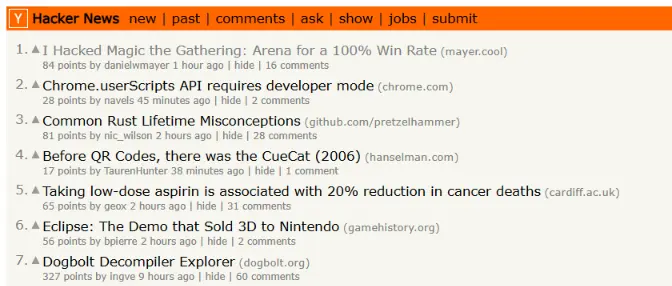 Y Hacker News new | past | comments | ask | show | jobs | submit
1. ▲ I Hacked Magic the Gathering: Arena for a 100% Win Rate (mayer.cool)
84 points by danielwmayer 1 hour ago | hide | 16 comments
2. ▲ Chrome.userScripts API requires developer mode (chrome.com)
28 points by navels 45 minutes ago | hide | 2 comments
3. ▲ Common Rust Lifetime Misconceptions (github.com/pretzelhammer)
81 points by nic_wilson 2 hours ago | hide | 28 comments
4. ▲ Before QR Codes, there was the CueCat (2006) (hanselman.com)
17 points by TaurenHunter 38 minutes ago | hide | 1 comment
5. ▲ Taking low-dose aspirin is associated with 20% reduction in cancer deaths (cardiff.ac.uk)
65 points by geox 2 hours ago | hide | 31 comments
6. ▲ Eclipse: The Demo that Sold 3D to Nintendo (gamehistory.org)
56 points by bpierre 2 hours ago | hide | 2 comments
7. ▲ Dogbolt Decompiler Explorer (dogbolt.org)
327 points by ingve 9 hours ago | hide | 60 comments